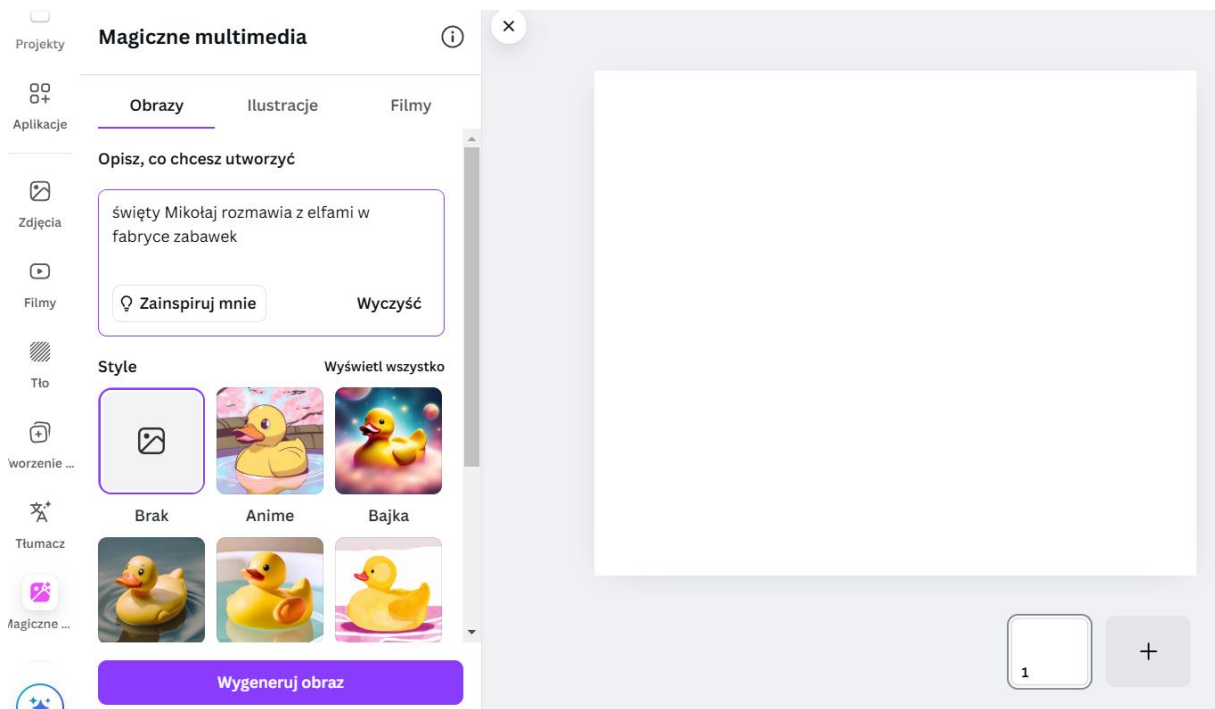 Projekty
Aplikacje
Zdjęcia
Filmy
Tło
worzenie ...
Tłumacz
Magiczne ...
Magiczne multimedia
Obrazy Ilustracje Filmy
Opisz, co chcesz utworzyć
święty Mikołaj rozmawia z elfami w
fabryce zabawek
Zainspiruj mnie Wyczyść
Style Wyświetl wszystko
Brak Anime Bajka
Wygeneruj obraz
1